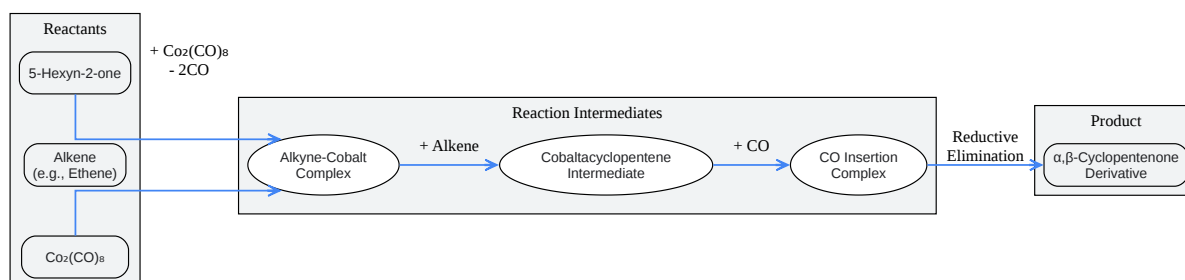 Reactants
5-Hexyn-2-one
Alkene
(e.g., Ethene)
Co₂(CO)₈
+ Co₂(CO)₈
- 2CO
Reaction Intermediates
Alkyne-Cobalt
Complex
+ Alkene
Cobaltacyclopentene
Intermediate
+ CO
CO Insertion
Complex
Reductive
Elimination
Product
α,β-Cyclopentenone
Derivative